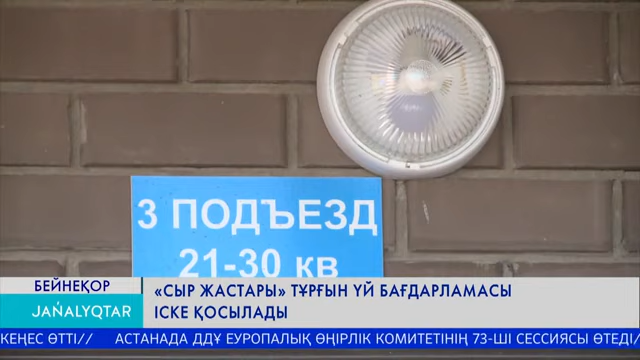 3 ПОДЪЕЗД
21-30 кв
БЕЙНЕҚОР
JAŃALYQTAR
«СЫР ЖАСТАРЫ» ТҰРҒЫН ҮЙ БАҒДАРЛАМАСЫ
ІСКЕ ҚОСЫЛАДЫ
КЕҢЕС ӨТТІ// АСТАНАДА ДДҰ ЕУРОПАЛЫҚ ӨҢІРЛІК КОМИТЕТІНІҢ 73-ШІ СЕССИЯСЫ ӨТЕДІ/